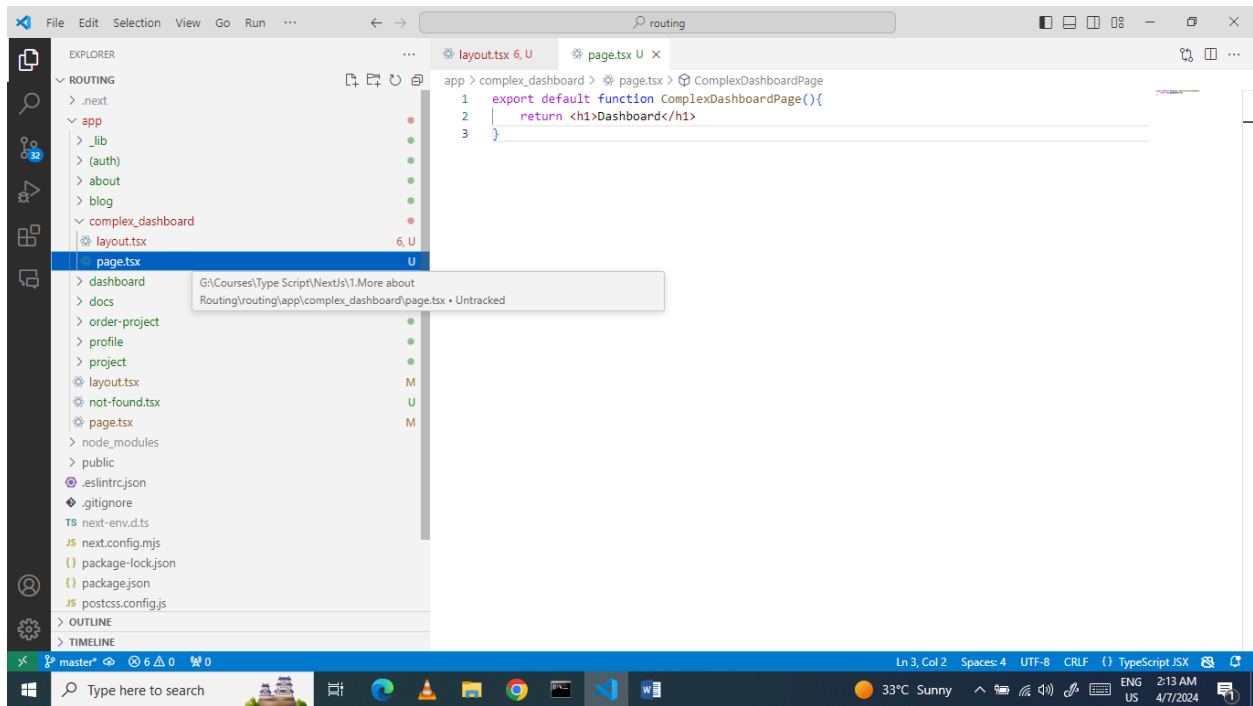 File Edit Selection View Go Run ···
routing
EXPLORER
ROUTING
.next
app
_lib
(auth)
about
blog
complex_dashboard
layout.tsx 6, U
page.tsx U
dashboard
docs
order-project
profile
project
layout.tsx M
not-found.tsx U
page.tsx M
node_modules
public
.eslintrc.json
.gitignore
TS next-env.d.ts
JS next.config.mjs
{} package-lock.json
{} package.json
JS postcss.config.js
OUTLINE
TIMELINE
G:\Courses\Type Script\NextJs\1.More about
Routing\routing\app\complex_dashboard\page.tsx • Untracked
layout.tsx 6, U page.tsx U
app > complex_dashboard > page.tsx > ComplexDashboardPage
1 export default function ComplexDashboardPage(){
2 return <h1>Dashboard</h1>
3 }
32
master* 6 0 0
Ln 3, Col 2 Spaces: 4 UTF-8 CRLF {} TypeScript JSX
Type here to search
33°C Sunny
ENG
US
2:13 AM
4/7/2024
1